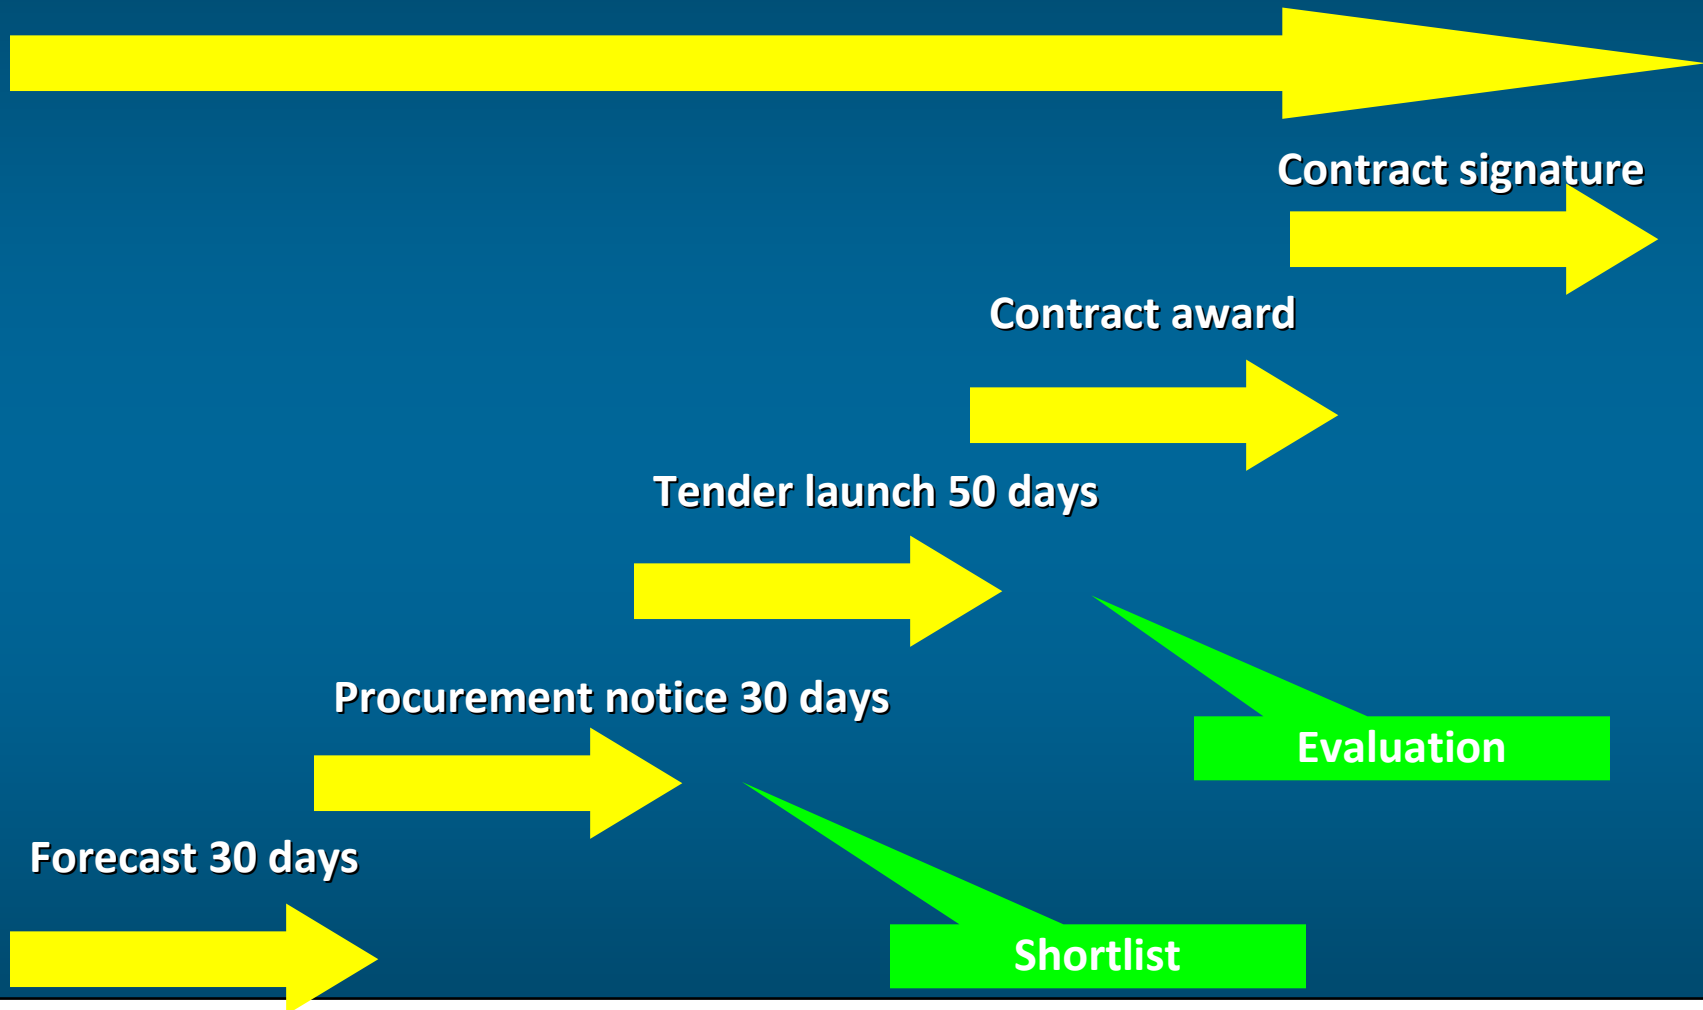 Contract signature
Contract award
Tender launch 50 days
Procurement notice 30 days
Evaluation
Forecast 30 days
Shortlist